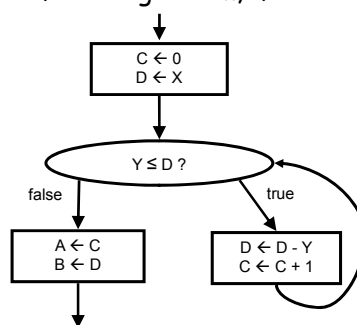 C ← 0
D ← X
Y ≤ D ?
false
true
A ← C
B ← D
D ← D - Y
C ← C + 1